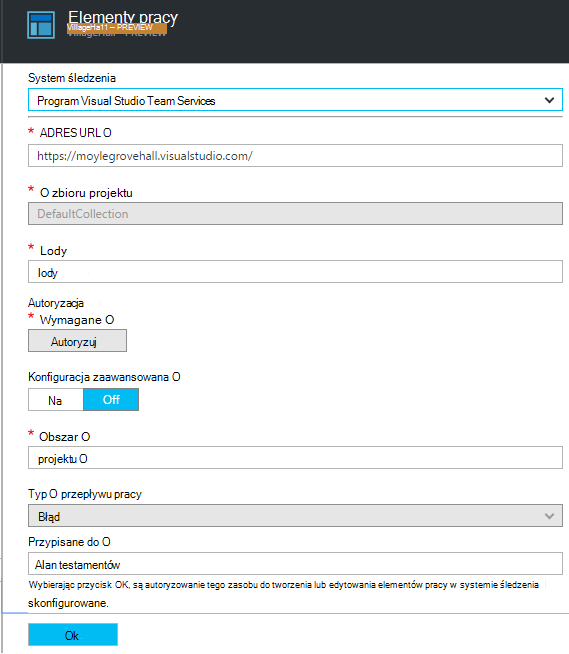 Elementy pracy
VillageHa11 – PREVIEW
System śledzenia
Program Visual Studio Team Services
* ADRES URL O
https://moylegrovehall.visualstudio.com/
* O zbioru projektu
DefaultCollection
* Lody
lody
Autoryzacja
* Wymagane O
Autoryzuj
Konfiguracja zaawansowana O
Na Off
* Obszar O
projektu O
Typ O przepływu pracy
Błąd
Przypisane do O
Alan testamentów
Wybierając przycisk OK, są autoryzowanie tego zasobu do tworzenia lub edytowania elementów pracy w systemie śledzenia
skonfigurowane.
Ok